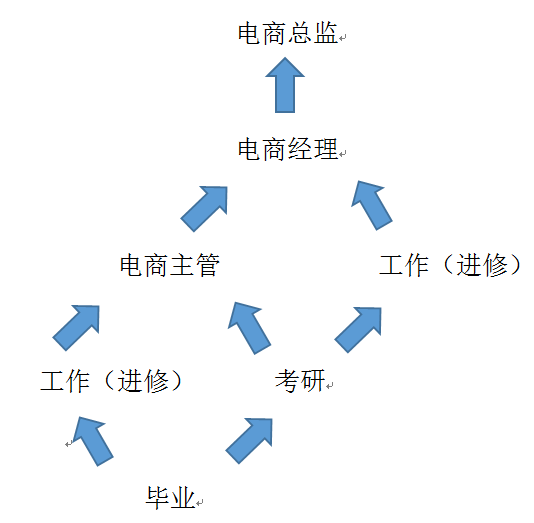 电商总监
电商经理
电商主管
工作（进修）
工作（进修）
考研
毕业